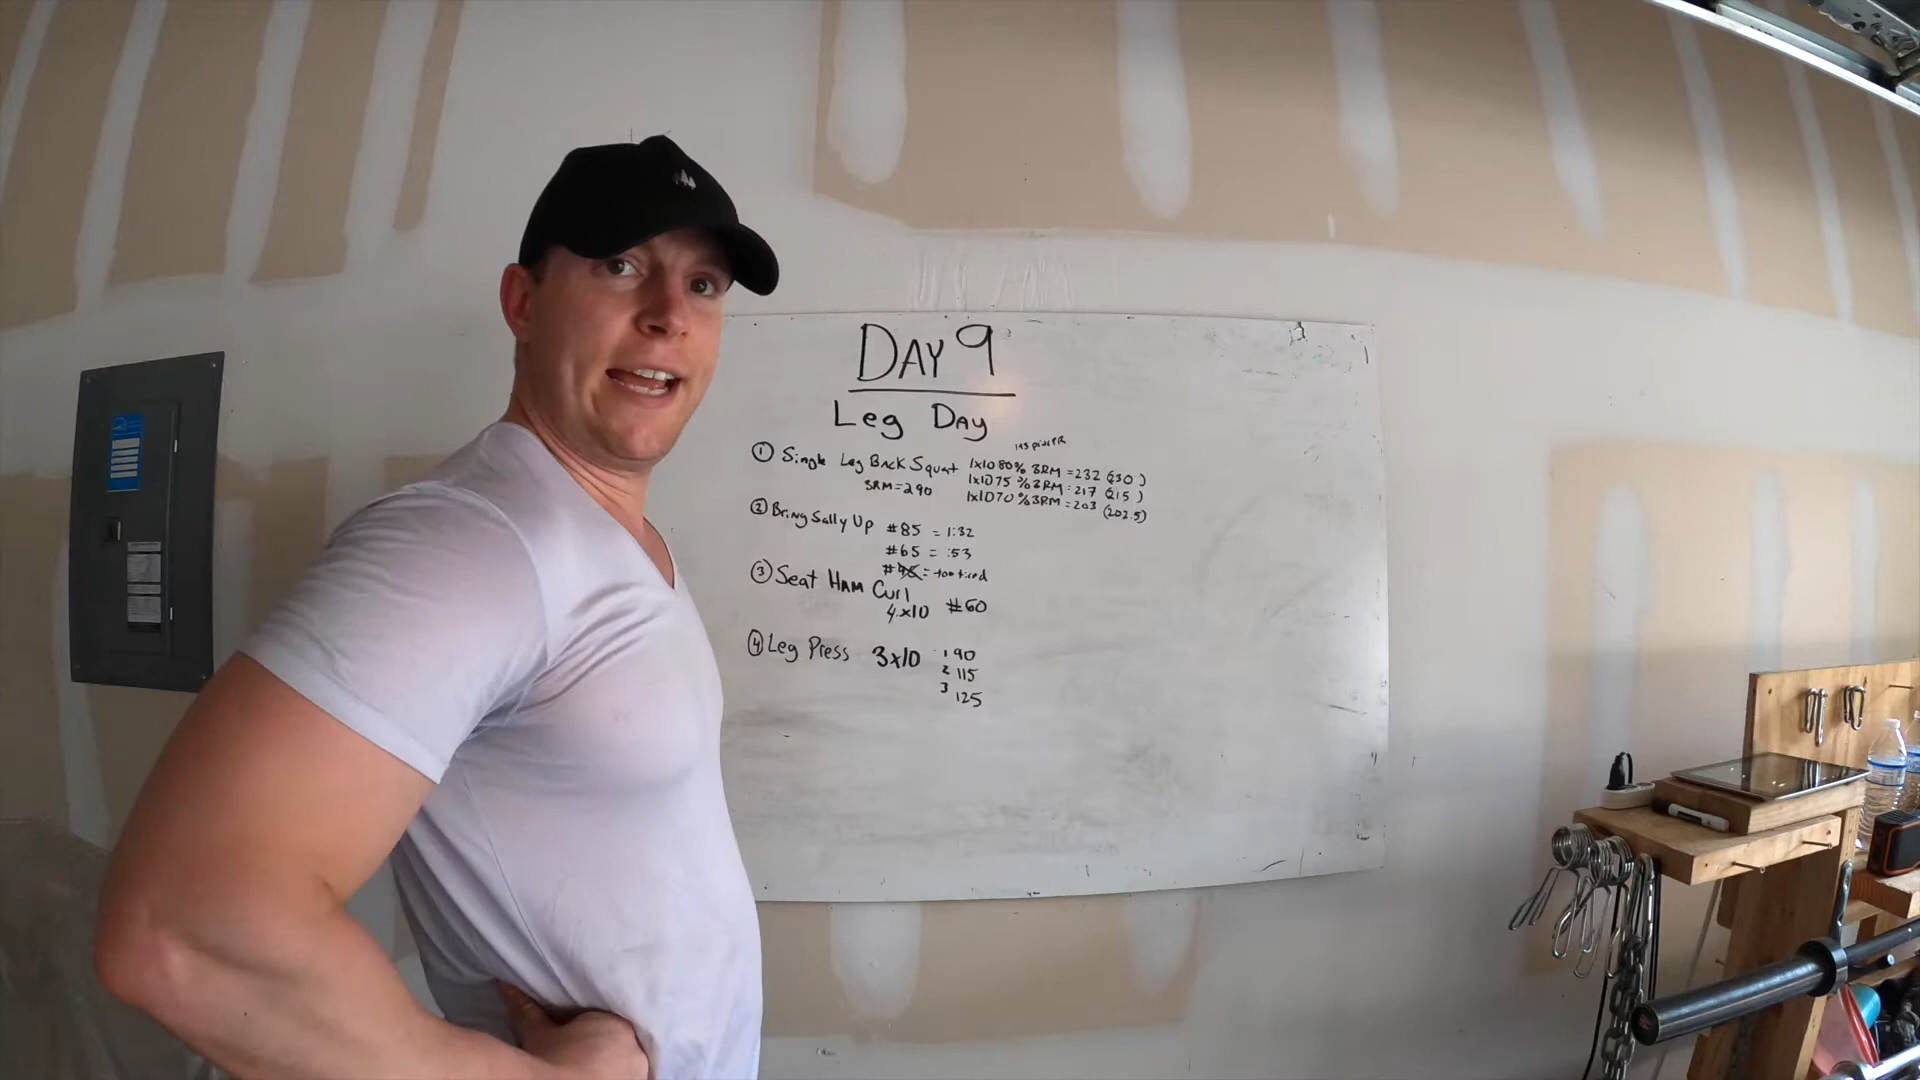 DAY 9
Leg Day
① Single Leg Back Squat 1x10 80% 3RM = 232 (230)
3RM = 290 1x10 75% 3RM = 217 (215)
1x10 70% 3RM = 203 (202.5)
② Bring Sally Up #85 = 1:32
#65 = :53
= too tired
③ Seat Ham Curl
4x10 #60
④ Leg Press 3x10 1 90
2 115
3 125